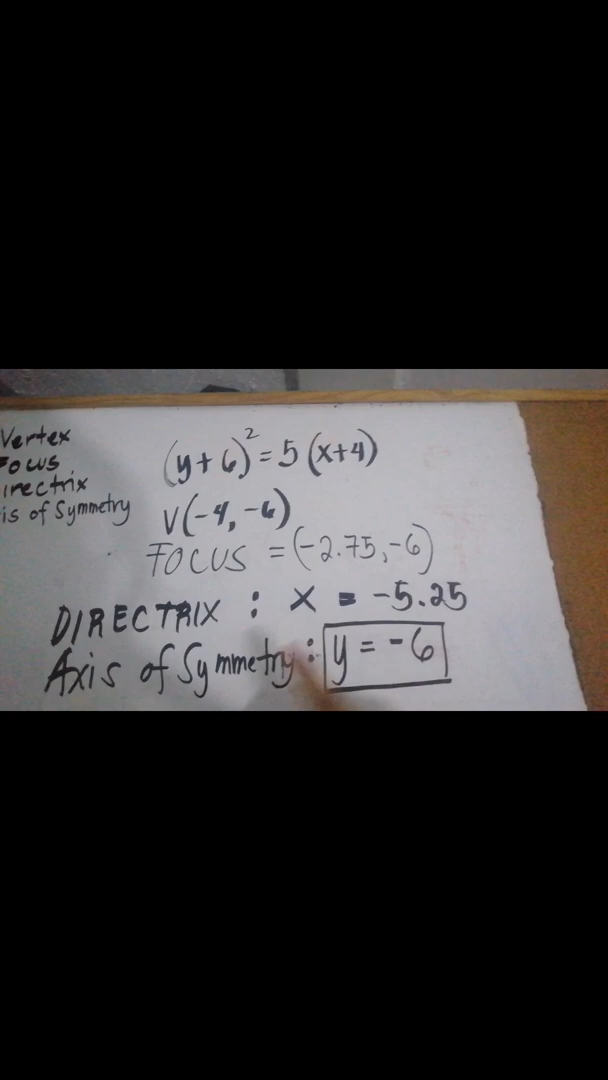 Vertex
Focus
irectrix
is of Symmetry
(y+6)²=5(x+4)
V(-4,-6)
FOCUS =(-2.75,-6)
DIRECTRIX : x = -5.25
Axis of Symmetry: y = -6